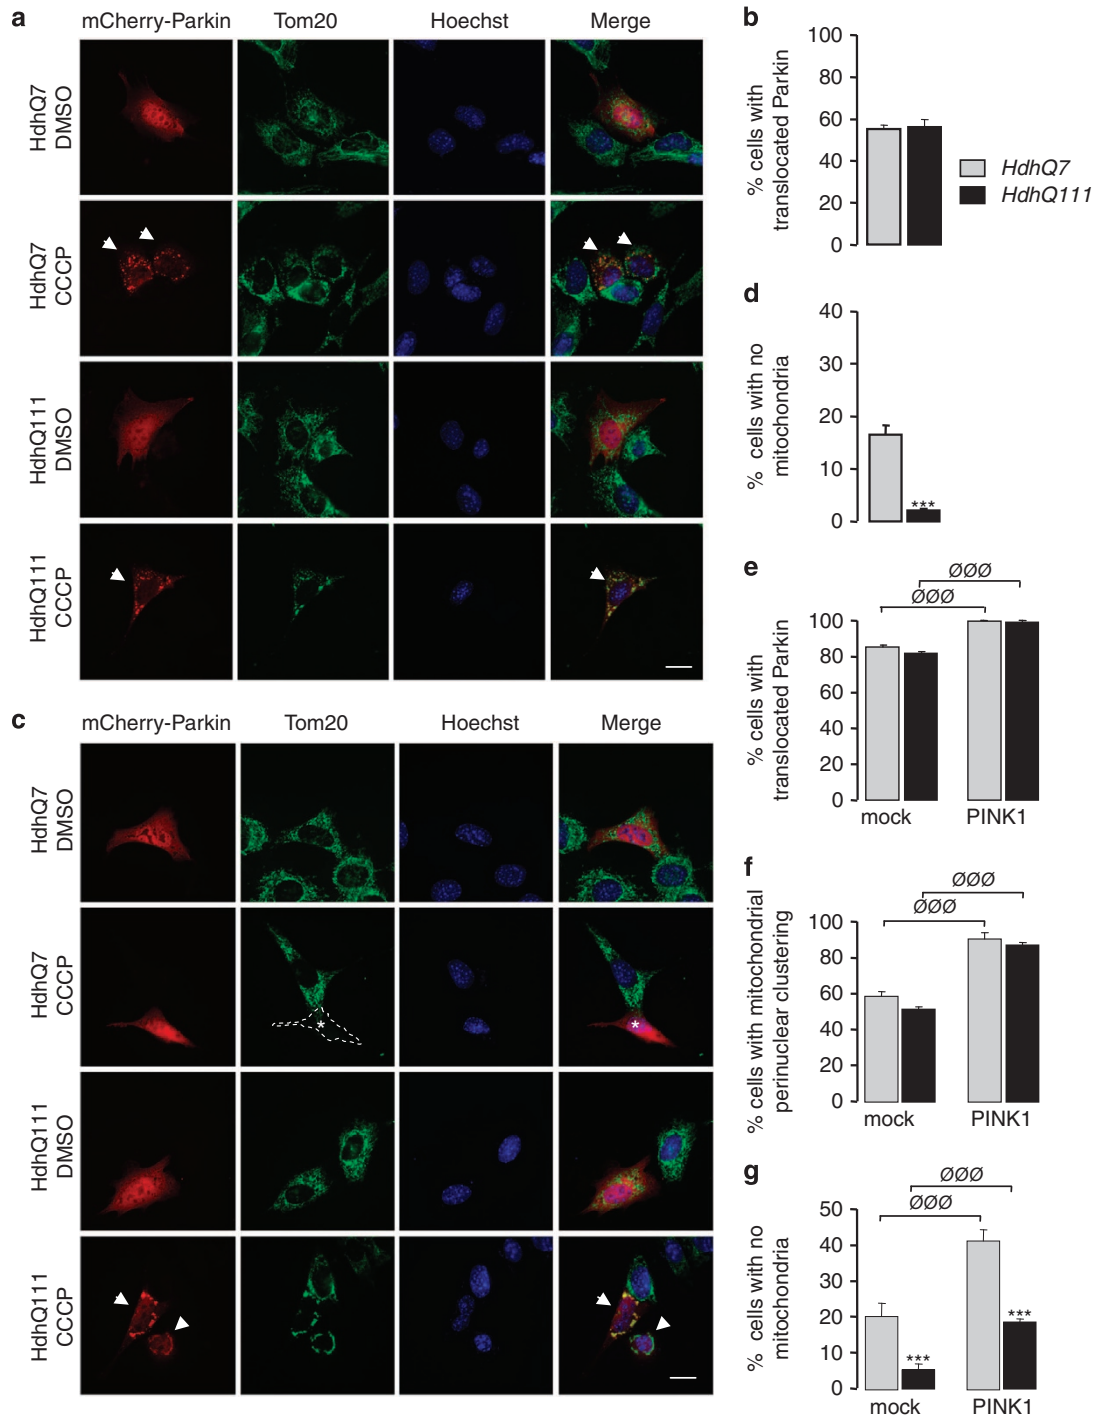 a
mCherry-Parkin Tom20 Hoechst Merge
HdhQ7
DMSO
HdhQ7
CCCP
HdhQ111
DMSO
HdhQ111
CCCP
b
% cells with
translocated Parkin
100
80
60
40
20
0
HdhQ7
HdhQ111
d
% cells with no
mitochondria
40
30
20
10
0
***
e
% cells with
translocated Parkin
ØØØ
ØØØ
100
80
60
40
20
0
mock PINK1
c
mCherry-Parkin Tom20 Hoechst Merge
HdhQ7
DMSO
HdhQ7
CCCP
* *
HdhQ111
DMSO
HdhQ111
CCCP
f
% cells with mitochondrial
perinuclear clustering
ØØØ
ØØØ
100
80
60
40
20
0
mock PINK1
g
% cells with no
mitochondria
ØØØ
ØØØ
50
40
30
20
10
0
*** ***
mock PINK1